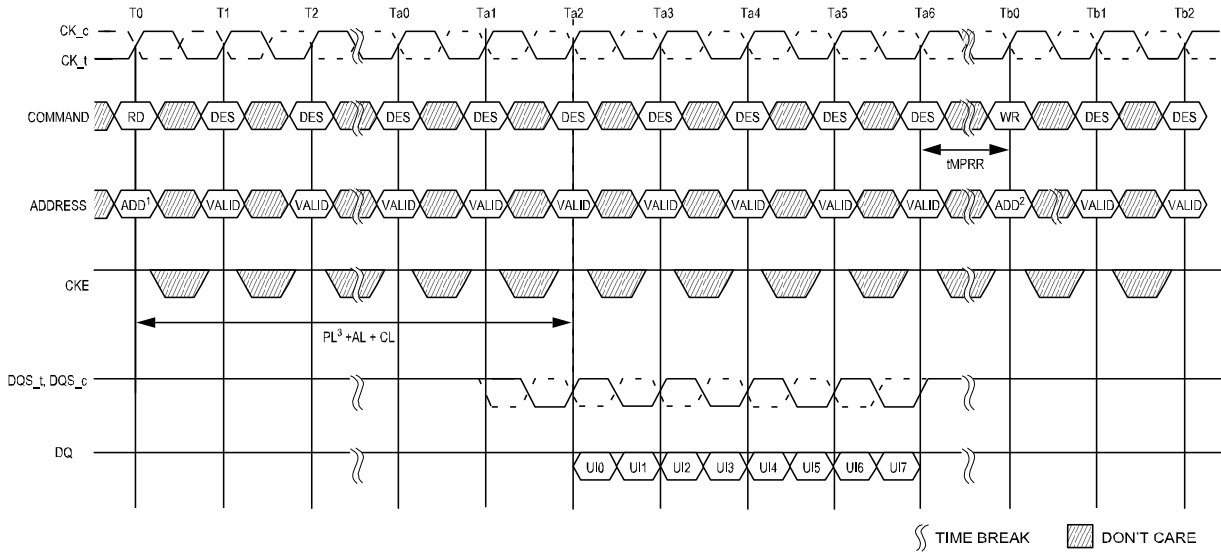 T0 T1 T2 Ta0 Ta1 Ta2 Ta3 Ta4 Ta5 Ta6 Tb0 Tb1 Tb2
CK_c
CK_t
COMMAND RD DES DES DES DES DES DES DES DES DES WR DES DES
tMPRR
ADDRESS ADD¹ VALID VALID VALID VALID VALID VALID VALID VALID VALID ADD² VALID VALID
CKE
PL³ +AL + CL
DQS_t, DQS_c
DQ UI0 UI1 UI2 UI3 UI4 UI5 UI6 UI7
TIME BREAK DON'T CARE